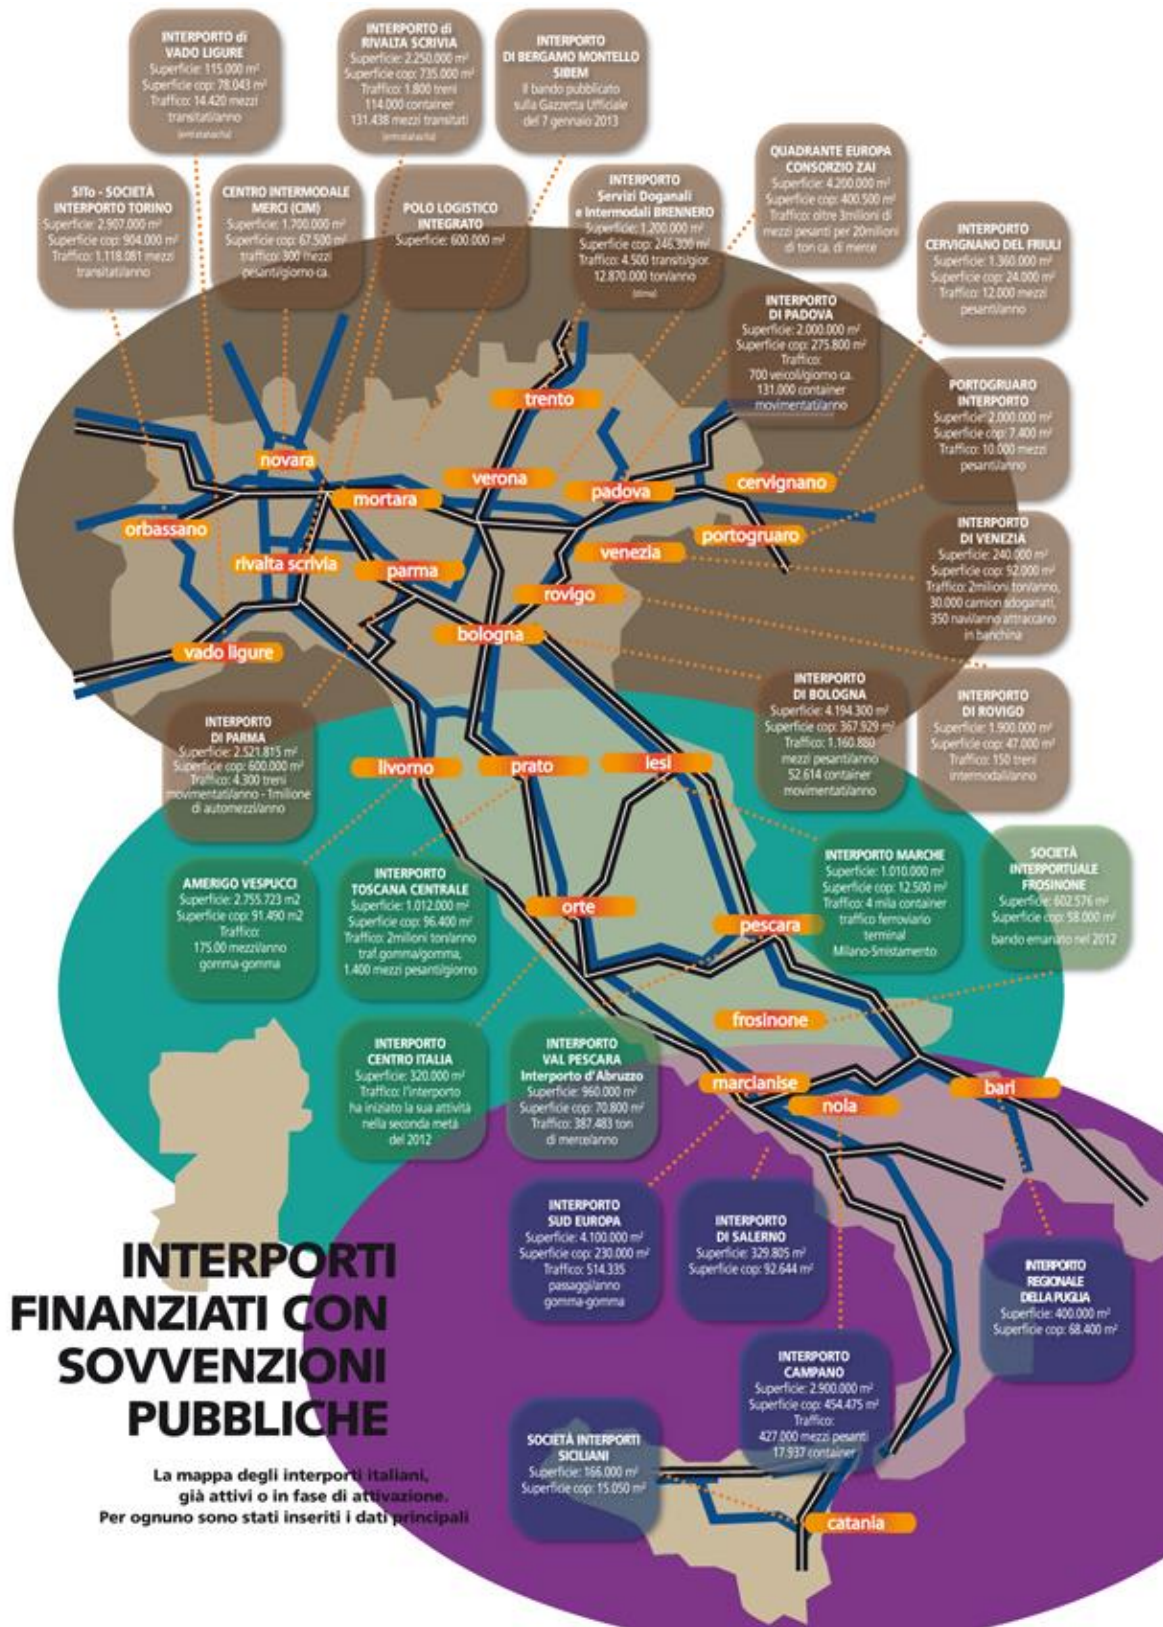 INTERPORTO di
VADO LIGURE
Superficie: 115.000 m²
Superficie cop: 78.043 m²
Traffico: 14.420 mezzi
transitati/anno
INTERPORTO di
RIVALTA SCRIVIA
Superficie: 2.250.000 m²
Superficie cop: 735.000 m²
Traffico: 1.800 treni
114.000 container
131.438 mezzi transitati
INTERPORTO
DI BERGAMO MONTELLO
SIBEM
Il bando pubblicato
sulla Gazzetta Ufficiale
del 7 gennaio 2013
SITo - SOCIETÀ
INTERPORTO TORINO
Superficie: 2.907.000 m²
Superficie cop: 904.000 m²
Traffico: 1.118.081 mezzi
transitati/anno
CENTRO INTERMODALE
MERCI (CIM)
Superficie: 1.700.000 m²
Superficie cop: 67.500 m²
traffico: 300 mezzi
pesanti/giorno ca.
POLO LOGISTICO
INTEGRATO
Superficie: 600.000 m²
INTERPORTO
Servizi Doganali
e Intermodali BRENNERO
Superficie: 1.200.000 m²
Superficie cop: 246.300 m²
Traffico: 4.500 transiti/gior.
12.870.000 ton/anno
(stima)
QUADRANTE EUROPA
CONSORZIO ZAI
Superficie: 4.200.000 m²
Superficie cop: 400.500 m²
Traffico: oltre 3milioni di
mezzi pesanti per 20milioni
di ton ca. di merce
INTERPORTO
CERVIGNANO DEL FRIULI
Superficie: 1.360.000 m²
Superficie cop: 24.000 m²
Traffico: 12.000 mezzi
pesanti/anno
INTERPORTO
DI PADOVA
Superficie: 2.000.000 m²
Superficie cop: 275.800 m²
Traffico:
700 veicoli/giorno ca.
131.000 container
movimentati/anno
PORTOGRUARO
INTERPORTO
Superficie: 2.000.000 m²
Superficie cop: 7.400 m²
Traffico: 10.000 mezzi
pesanti/anno
trento
novara
verona
mortara
padova
cervignano
orbassano
rivalta scrivia
parma
venezia
portogruaro
rovigo
bologna
vado ligure
INTERPORTO
DI VENEZIA
Superficie: 240.000 m²
Superficie cop: 92.000 m²
Traffico: 2milioni ton/anno,
30.000 camion sdoganati,
350 navi/anno attraccano
in banchina
INTERPORTO
DI PARMA
Superficie: 2.521.815 m²
Superficie cop: 600.000 m²
Traffico: 4.300 treni
movimentati/anno - 1milione
di automezzi/anno
INTERPORTO
DI BOLOGNA
Superficie: 4.194.300 m²
Superficie cop: 367.929 m²
Traffico: 1.160.880
mezzi pesanti/anno
52.614 container
movimentati/anno
INTERPORTO
DI ROVIGO
Superficie: 1.900.000 m²
Superficie cop: 47.000 m²
Traffico: 150 treni
intermodali/anno
livorno
prato
iesi
AMERIGO VESPUCCI
Superficie: 2.755.723 m2
Superficie cop: 91.490 m2
Traffico:
175.00 mezzi/anno
gomma-gomma
INTERPORTO
TOSCANA CENTRALE
Superficie: 1.012.000 m²
Superficie cop: 96.400 m²
Traffico: 2milioni ton/anno
traf.gomma/gomma,
1.400 mezzi pesanti/giorno
orte
pescara
INTERPORTO MARCHE
Superficie: 1.010.000 m²
Superficie cop: 12.500 m²
Traffico: 4 mila container
traffico ferroviario
terminal
Milano-Smistamento
SOCIETÀ
INTERPORTUALE
FROSINONE
Superficie: 602.576 m²
Superficie cop: 58.000 m²
bando emanato nel 2012
frosinone
INTERPORTO
CENTRO ITALIA
Superficie: 320.000 m²
Traffico: l'interporto
ha iniziato la sua attività
nella seconda metà
del 2012
INTERPORTO
VAL PESCARA
Interporto d'Abruzzo
Superficie: 960.000 m²
Superficie cop: 70.800 m²
Traffico: 387.483 ton
di merce/anno
marcianise
nola
bari
INTERPORTO
SUD EUROPA
Superficie: 4.100.000 m²
Superficie cop: 230.000 m²
Traffico: 514.335
passaggi/anno
gomma-gomma
INTERPORTO
DI SALERNO
Superficie: 329.805 m²
Superficie cop: 92.644 m²
INTERPORTO
REGIONALE
DELLA PUGLIA
Superficie: 400.000 m²
Superficie cop: 68.400 m²
INTERPORTO
CAMPANO
Superficie: 2.900.000 m²
Superficie cop: 454.475 m²
Traffico:
427.000 mezzi pesanti
17.937 container
SOCIETÀ INTERPORTI
SICILIANI
Superficie: 166.000 m²
Superficie cop: 15.050 m²
catania
INTERPORTI
FINANZIATI CON
SOVVENZIONI
PUBBLICHE
La mappa degli interporti italiani,
già attivi o in fase di attivazione.
Per ognuno sono stati inseriti i dati principali